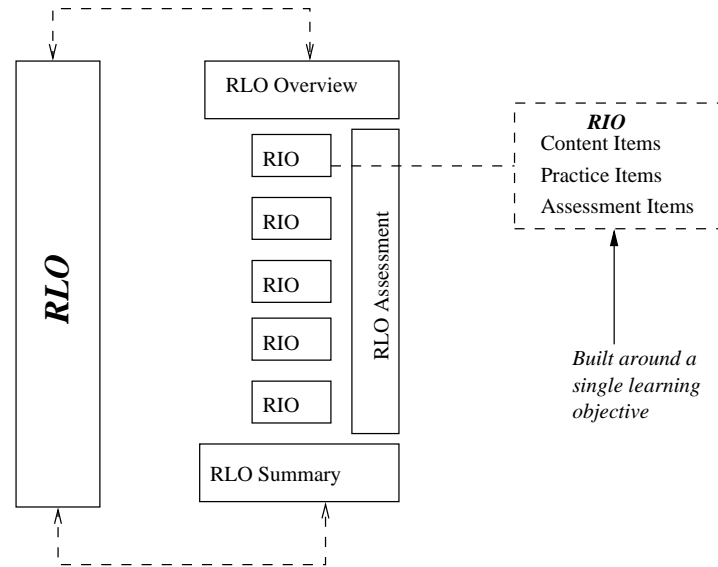 RLO
RLO Overview
RIO
RIO
RIO
RIO
RIO
RLO Assessment
RLO Summary
RIO
Content Items
Practice Items
Assessment Items
Built around a
single learning
objective